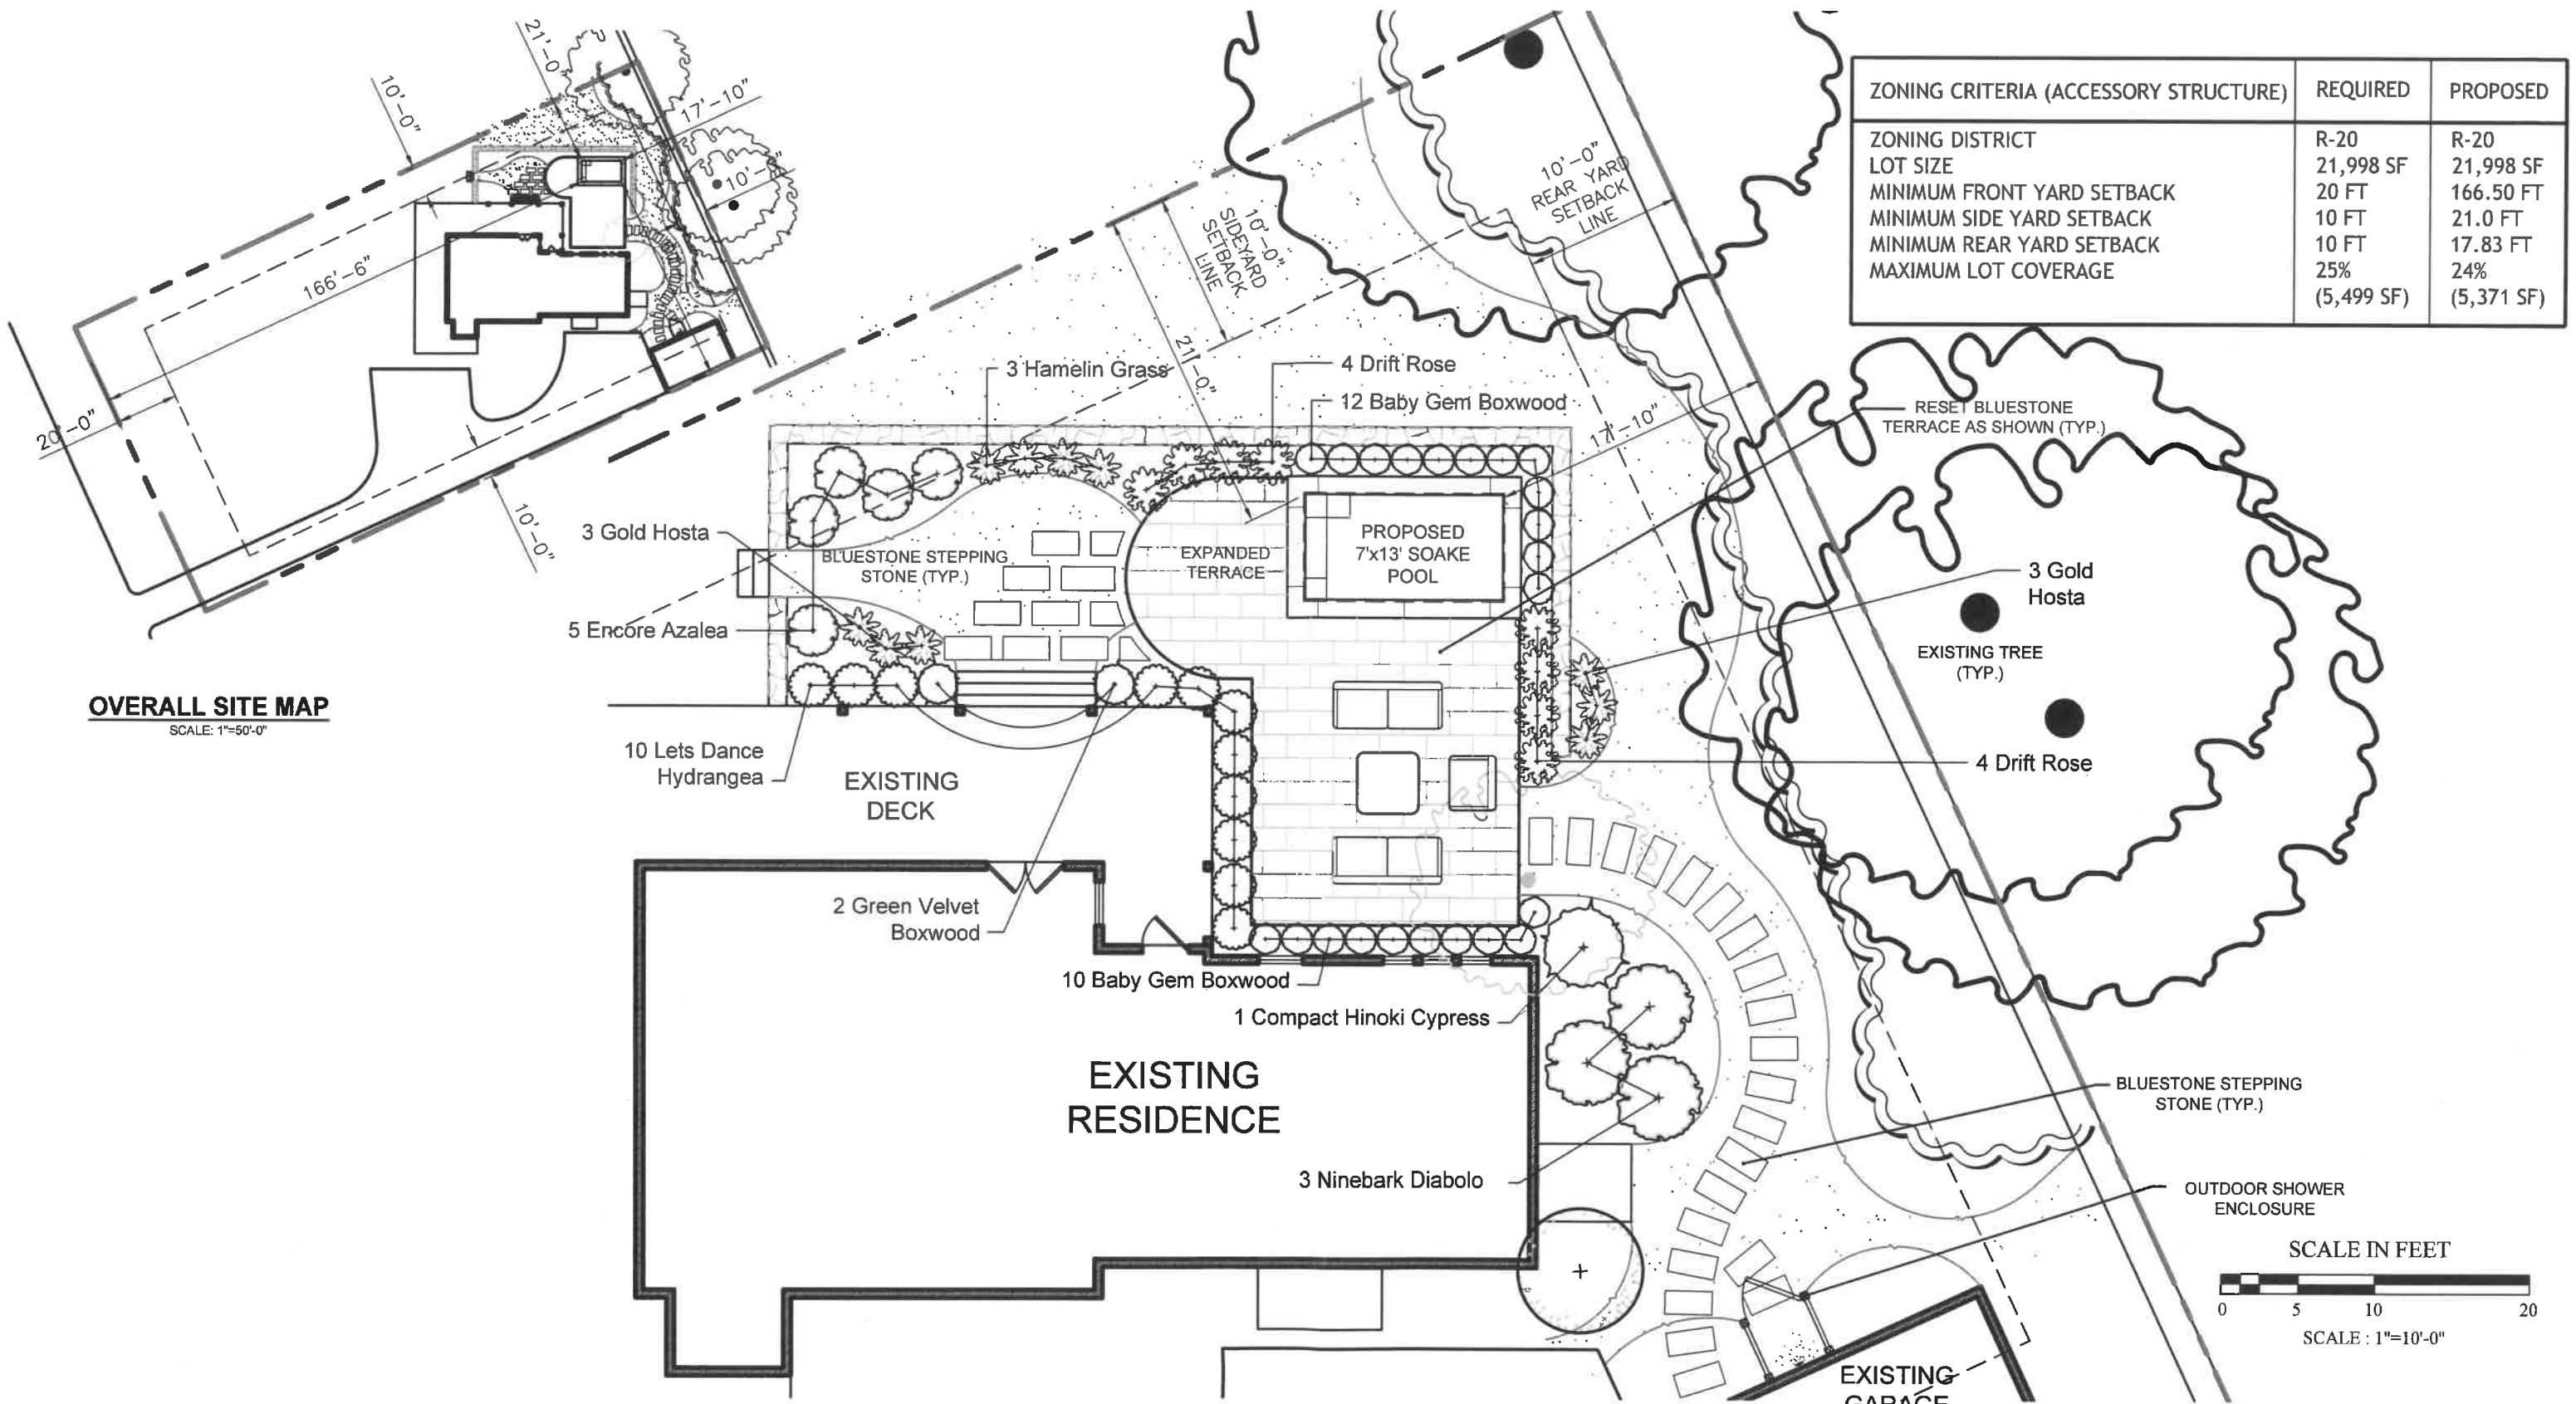 21'-0"
10'-0"
17'-10"
10'-0"
166'-6"
20'-0"
10'-0"
OVERALL SITE MAP
SCALE: 1"=50'-0"
ZONING CRITERIA (ACCESSORY STRUCTURE) REQUIRED PROPOSED
ZONING DISTRICT R-20 R-20
LOT SIZE 21,998 SF 21,998 SF
MINIMUM FRONT YARD SETBACK 20 FT 166.50 FT
MINIMUM SIDE YARD SETBACK 10 FT 21.0 FT
MINIMUM REAR YARD SETBACK 10 FT 17.83 FT
MAXIMUM LOT COVERAGE 25% 24%
(5,499 SF) (5,371 SF)
10'-0"
REAR YARD
SETBACK
LINE
10'-0"
SIDEYARD
SETBACK
LINE
21'-0"
17'-10"
3 Hamelin Grass
4 Drift Rose
12 Baby Gem Boxwood
RESET BLUESTONE
TERRACE AS SHOWN (TYP.)
3 Gold Hosta
BLUESTONE STEPPING
STONE (TYP.)
EXPANDED
TERRACE
PROPOSED
7'x13' SOAKE
POOL
3 Gold
Hosta
5 Encore Azalea
EXISTING TREE
(TYP.)
10 Lets Dance
Hydrangea
EXISTING
DECK
4 Drift Rose
2 Green Velvet
Boxwood
10 Baby Gem Boxwood
1 Compact Hinoki Cypress
EXISTING
RESIDENCE
3 Ninebark Diabolo
BLUESTONE STEPPING
STONE (TYP.)
OUTDOOR SHOWER
ENCLOSURE
SCALE IN FEET
0 5 10 20
SCALE : 1"=10'-0"
EXISTING
GARAGE